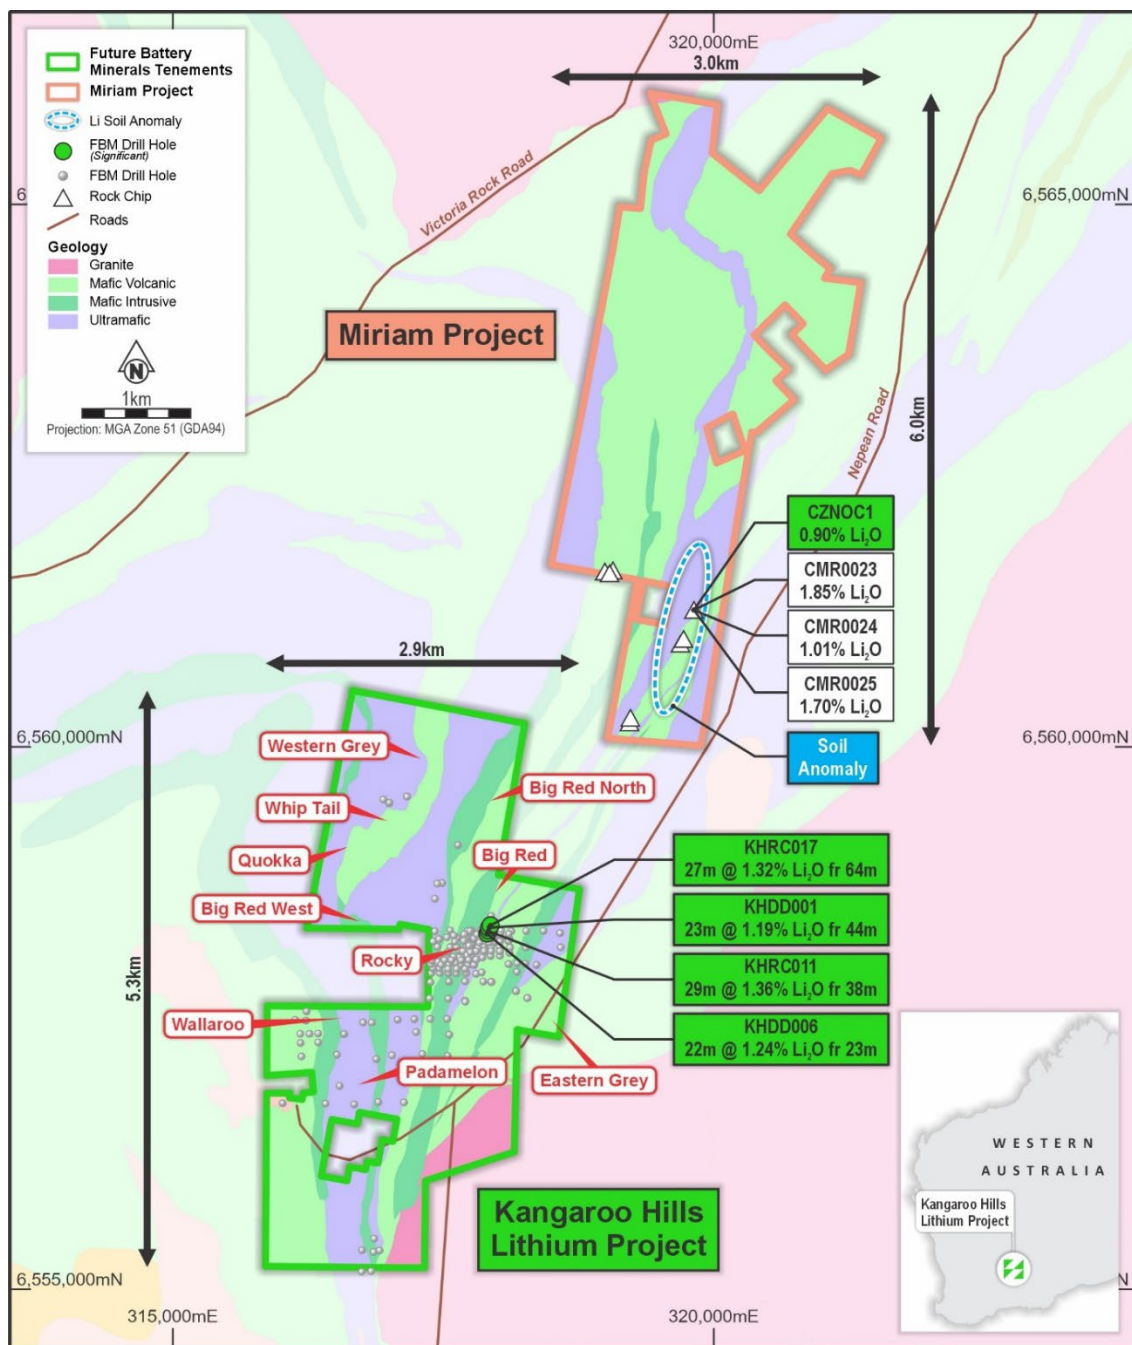 320,000mE
3.0km
Future Battery
Minerals Tenements
Miriam Project
Li Soil Anomaly
FBM Drill Hole
(Significant)
FBM Drill Hole
Rock Chip
Roads
Geology
Granite
Mafic Volcanic
Mafic Intrusive
Ultramafic
N
1km
Projection: MGA Zone 51 (GDA94)
Victoria Rock Road
6,565,000mN
Miriam Project
6.0km
Nepean Road
CZNOC1
0.90% Li₂O
CMR0023
1.85% Li₂O
CMR0024
1.01% Li₂O
CMR0025
1.70% Li₂O
Soil
Anomaly
2.9km
6,560,000mN
6,560,000mN
Western Grey
Whip Tail
Big Red North
Quokka
Big Red
Big Red West
Rocky
5.3km
KHRC017
27m @ 1.32% Li₂O fr 64m
KHDD001
23m @ 1.19% Li₂O fr 44m
KHRC011
29m @ 1.36% Li₂O fr 38m
KHDD006
22m @ 1.24% Li₂O fr 23m
Wallaroo
Padamelon
Eastern Grey
Kangaroo Hills
Lithium Project
WESTERN
AUSTRALIA
Kangaroo Hills
Lithium Project
6,555,000mN
315,000mE
320,000mE